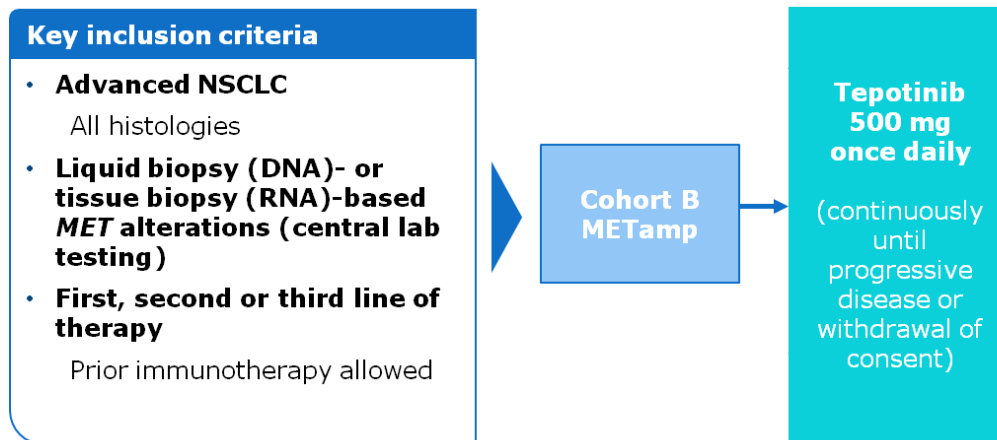 Key inclusion criteria
• Advanced NSCLC
All histologies
• Liquid biopsy (DNA)- or
tissue biopsy (RNA)-based
MET alterations (central lab
testing)
• First, second or third line of
therapy
Prior immunotherapy allowed
Cohort B
METamp
Tepotinib
500 mg
once daily
(continuously
until
progressive
disease or
withdrawal of
consent)